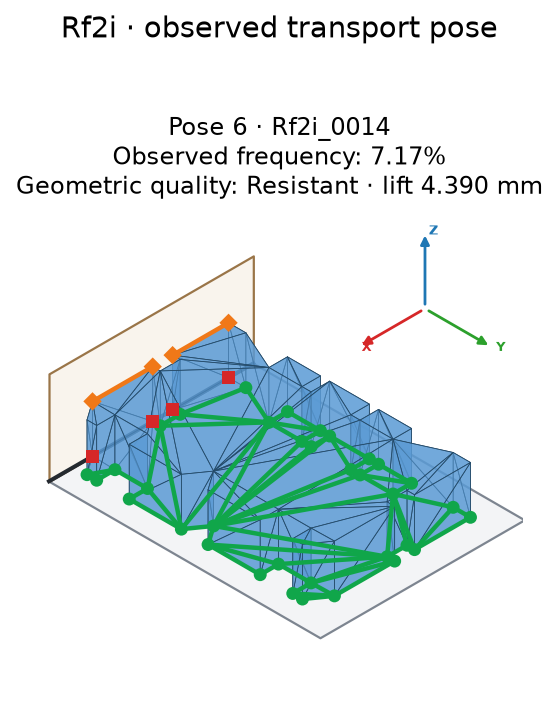 Rf2i · observed transport pose
Pose 6 · Rf2i_0014
Observed frequency: 7.17%
Geometric quality: Resistant · lift 4.390 mm
Z
X
Y